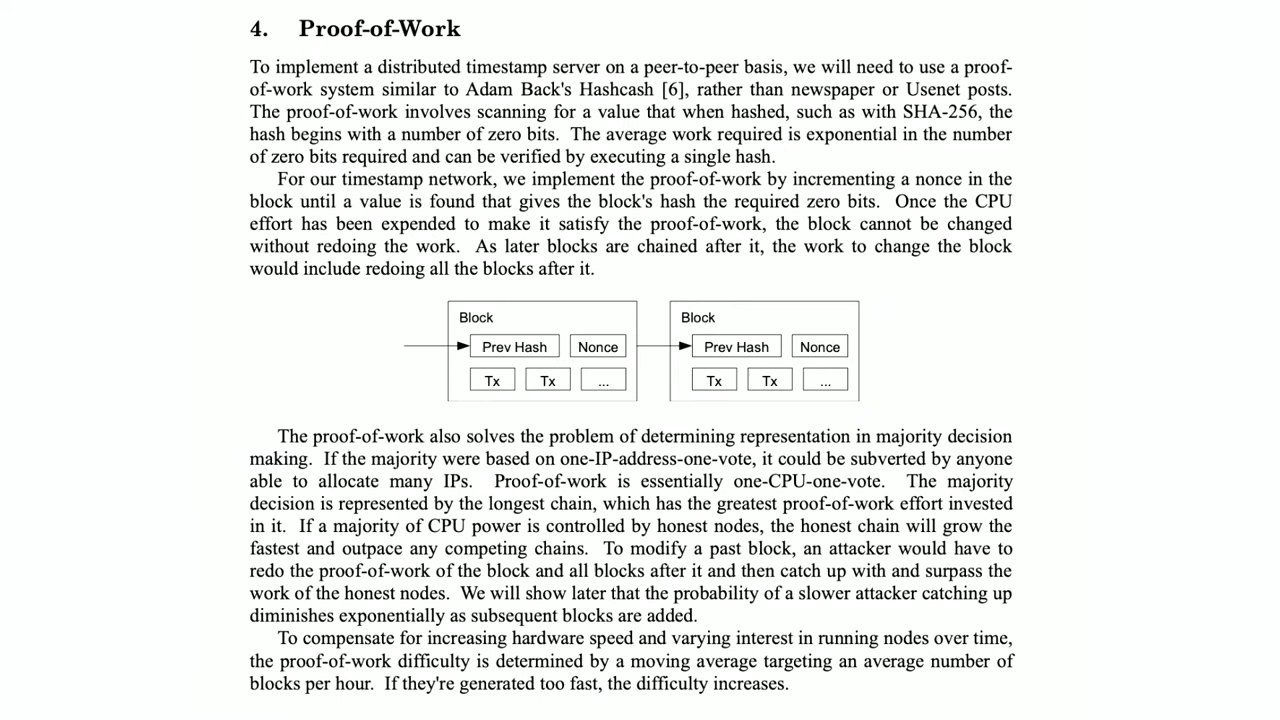 4. Proof-of-Work
To implement a distributed timestamp server on a peer-to-peer basis, we will need to use a proof-
of-work system similar to Adam Back's Hashcash [6], rather than newspaper or Usenet posts.
The proof-of-work involves scanning for a value that when hashed, such as with SHA-256, the
hash begins with a number of zero bits. The average work required is exponential in the number
of zero bits required and can be verified by executing a single hash.
For our timestamp network, we implement the proof-of-work by incrementing a nonce in the
block until a value is found that gives the block's hash the required zero bits. Once the CPU
effort has been expended to make it satisfy the proof-of-work, the block cannot be changed
without redoing the work. As later blocks are chained after it, the work to change the block
would include redoing all the blocks after it.
Block Block
Prev Hash Nonce Prev Hash Nonce
Tx Tx ... Tx Tx ...
The proof-of-work also solves the problem of determining representation in majority decision
making. If the majority were based on one-IP-address-one-vote, it could be subverted by anyone
able to allocate many IPs. Proof-of-work is essentially one-CPU-one-vote. The majority
decision is represented by the longest chain, which has the greatest proof-of-work effort invested
in it. If a majority of CPU power is controlled by honest nodes, the honest chain will grow the
fastest and outpace any competing chains. To modify a past block, an attacker would have to
redo the proof-of-work of the block and all blocks after it and then catch up with and surpass the
work of the honest nodes. We will show later that the probability of a slower attacker catching up
diminishes exponentially as subsequent blocks are added.
To compensate for increasing hardware speed and varying interest in running nodes over time,
the proof-of-work difficulty is determined by a moving average targeting an average number of
blocks per hour. If they're generated too fast, the difficulty increases.